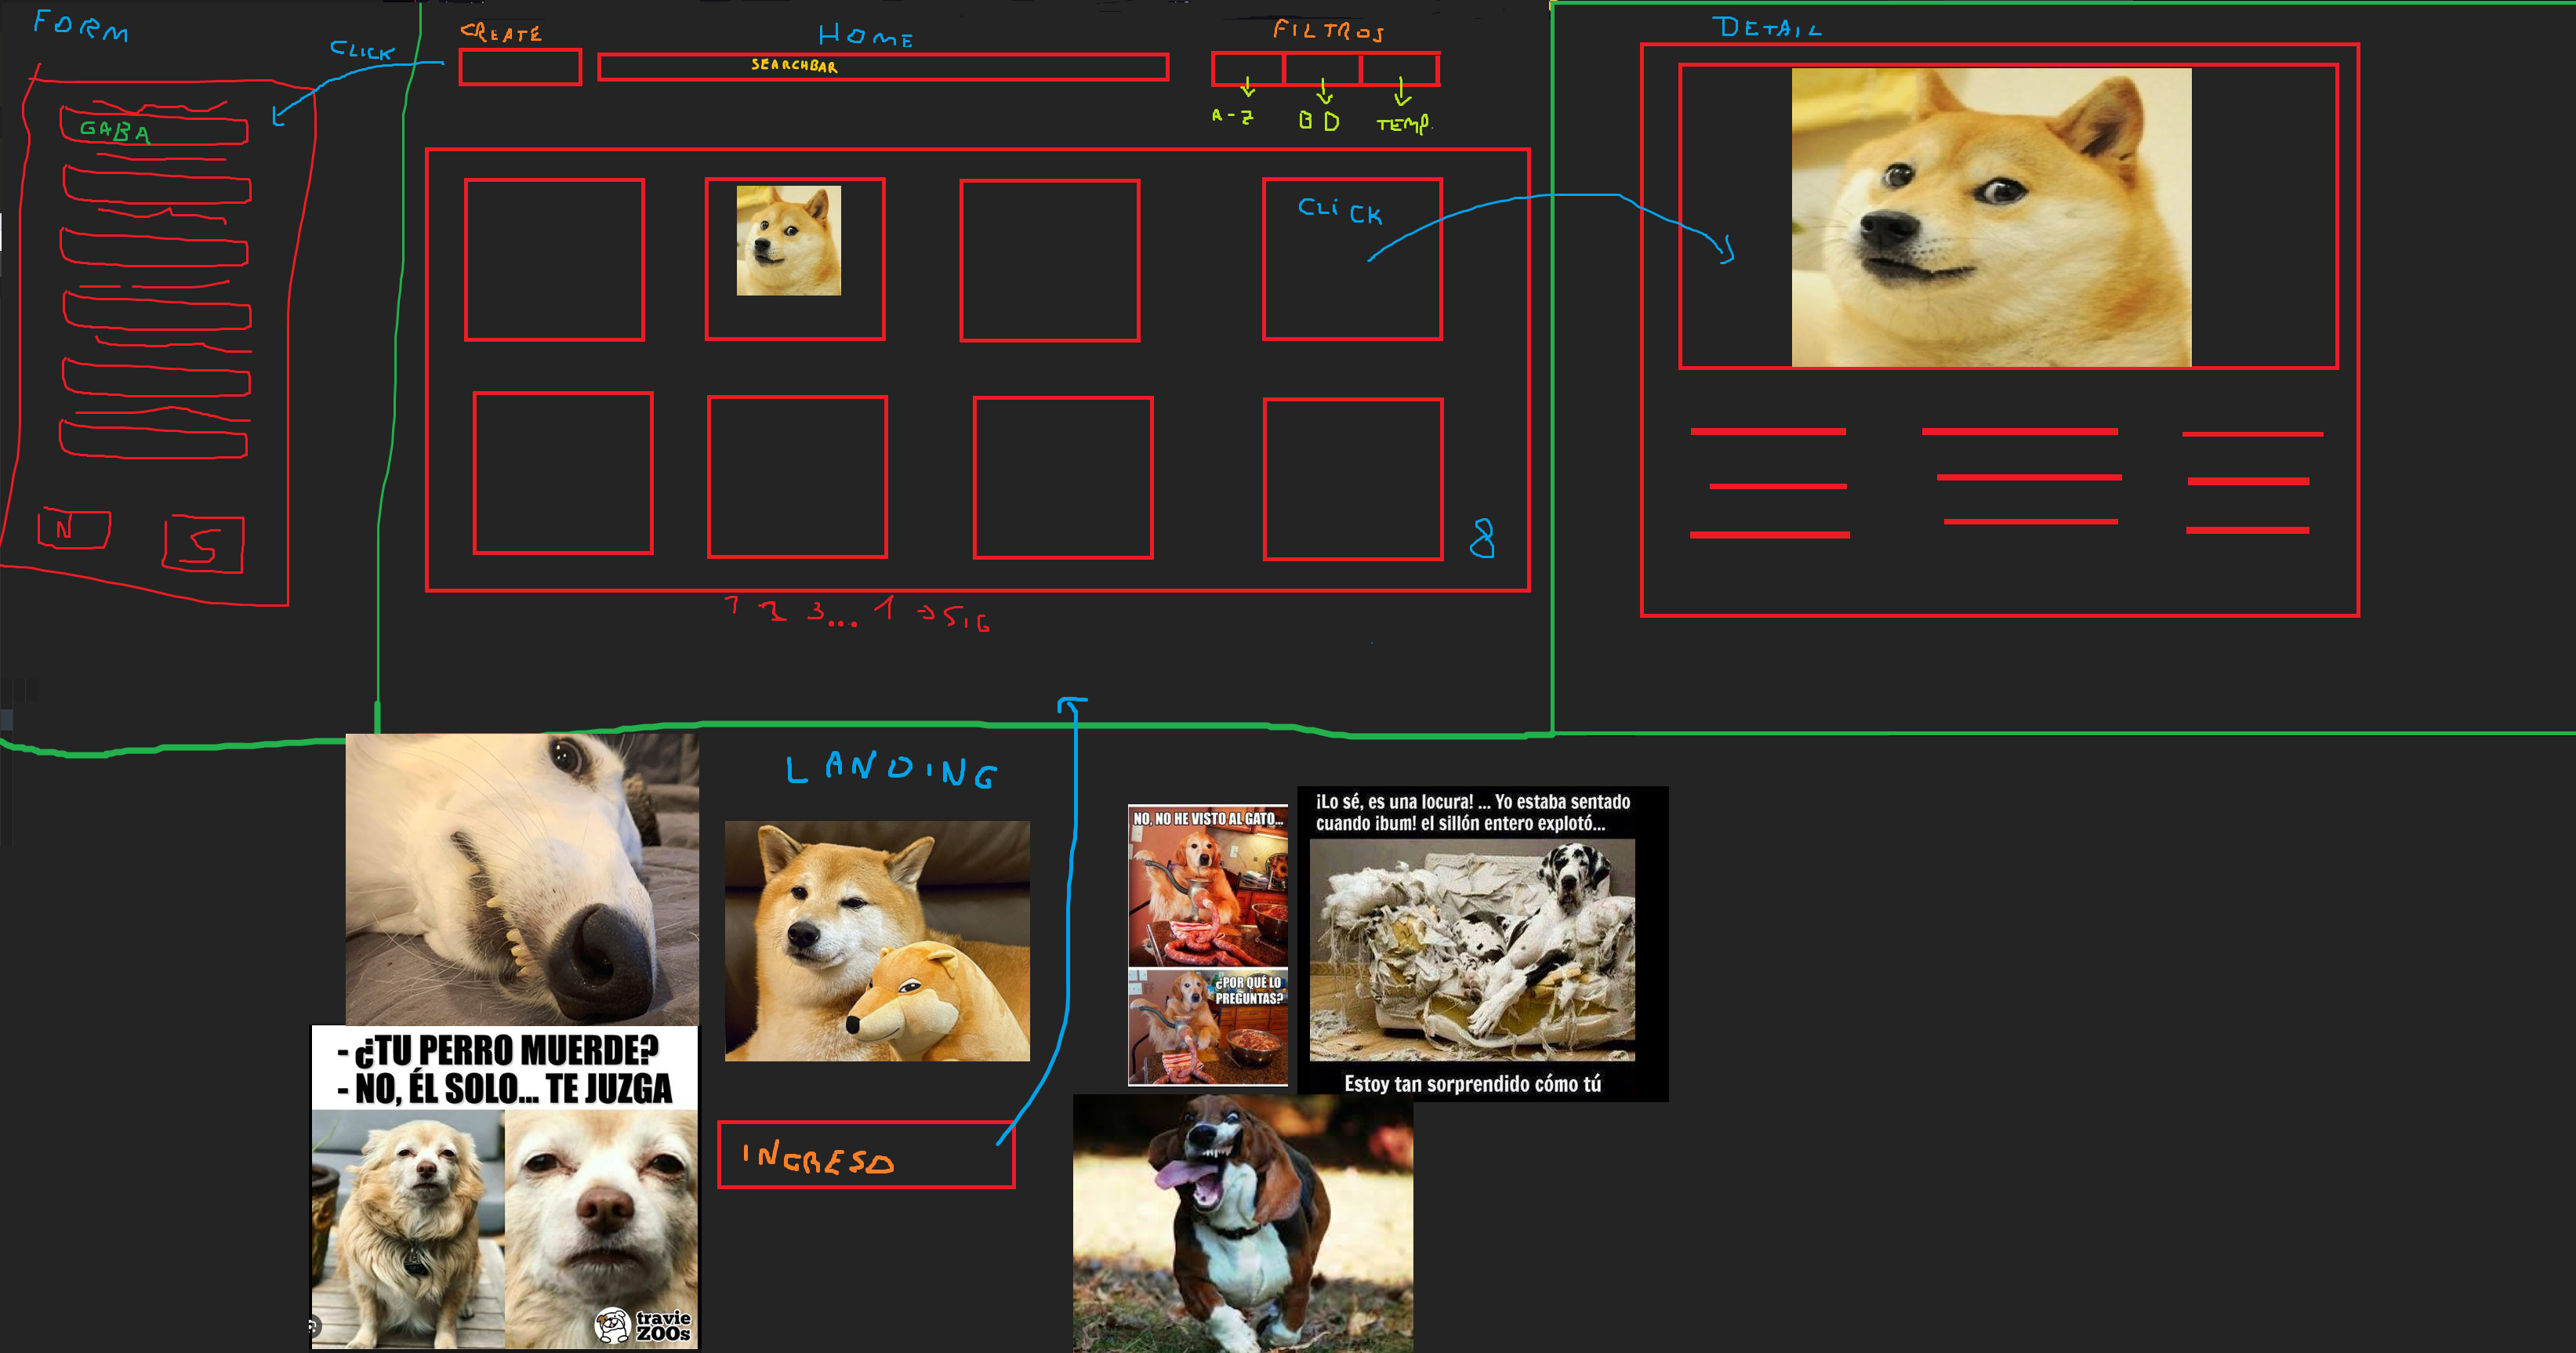 FORM
CLICK
GABA
N
S
CREATE
HOME
FILTROS
SEARCHBAR
A-Z
BD
TEMP.
CLICK
8
1 2 3... 1 → SIG
DETAIL
LANDING
INGRESO
- ¿TU PERRO MUERDE?
- NO, ÉL SOLO... TE JUZGA
travie
ZOOs
NO, NO HE VISTO AL GATO...
¿POR QUÉ LO
PREGUNTAS?
¡Lo sé, es una locura! ... Yo estaba sentado
cuando ¡bum! el sillón entero explotó...
Estoy tan sorprendido cómo tú